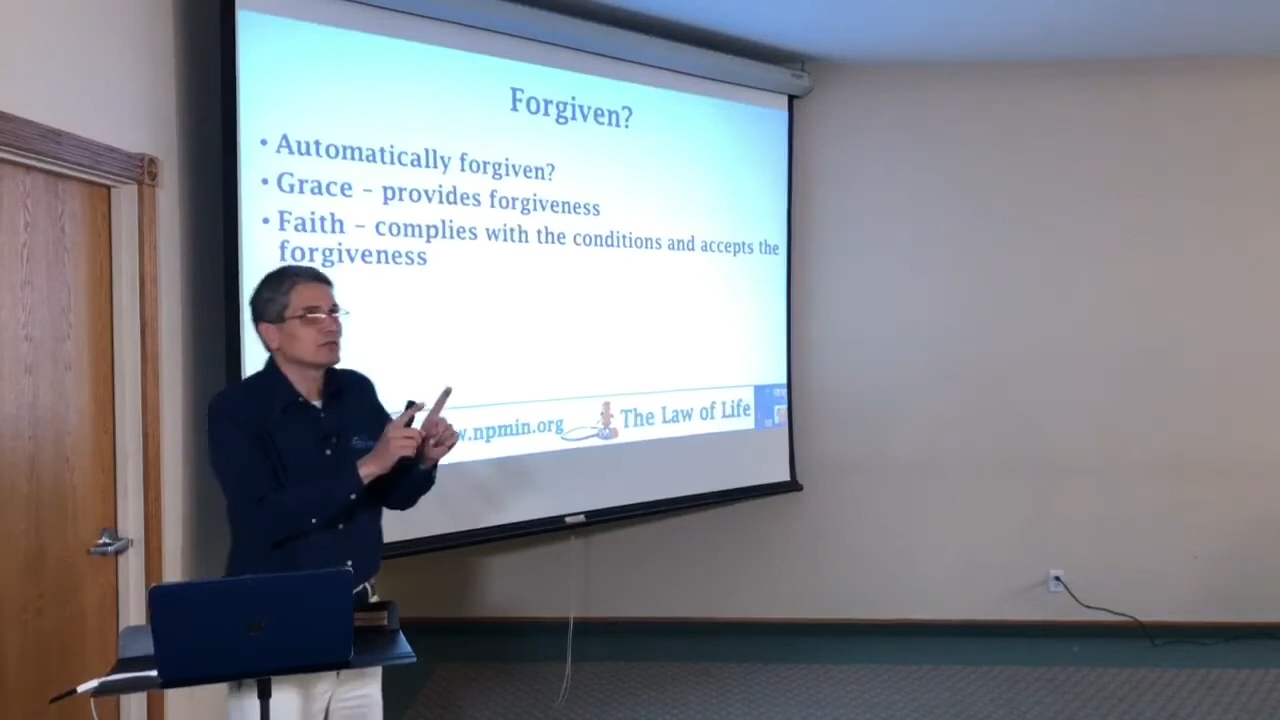 Forgiven?
• Automatically forgiven?
• Grace – provides forgiveness
• Faith – complies with the conditions and accepts the
forgiveness
w.npmin.org The Law of Life